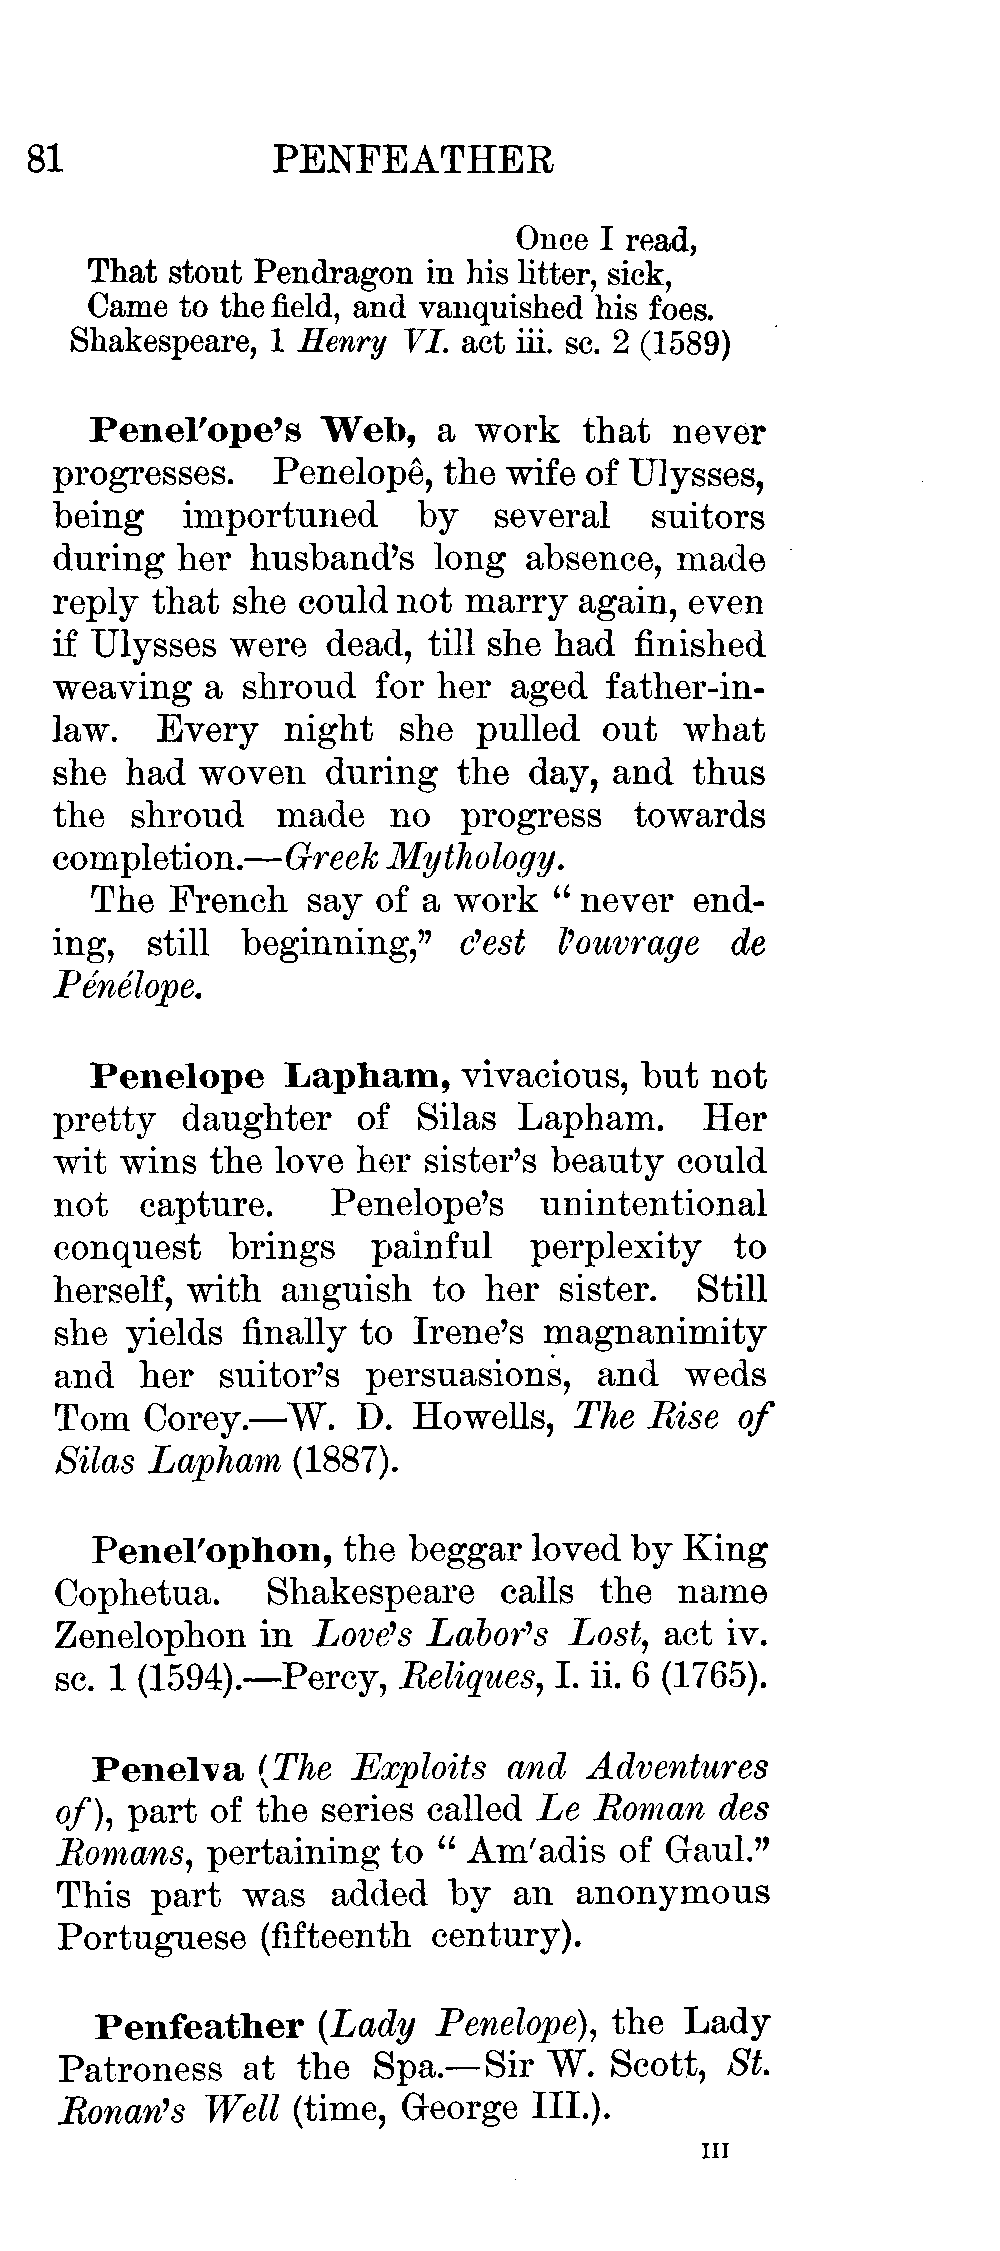 81 PENFEATHER
Once I read,
That stout Pendragon in his litter, sick,
Came to the field, and vanquished his foes.
Shakespeare, 1 Henry VI. act iii. sc. 2 (1589)
Penel′ope’s Web, a work that never
progresses. Penelopê, the wife of Ulysses,
being importuned by several suitors
during her husband’s long absence, made
reply that she could not marry again, even
if Ulysses were dead, till she had finished
weaving a shroud for her aged father-in-
law. Every night she pulled out what
she had woven during the day, and thus
the shroud made no progress towards
completion.—Greek Mythology.
The French say of a work “ never end-
ing, still beginning,” c’est l’ouvrage de
Pénélope.
Penelope Lapham, vivacious, but not
pretty daughter of Silas Lapham. Her
wit wins the love her sister’s beauty could
not capture. Penelope’s unintentional
conquest brings painful perplexity to
herself, with anguish to her sister. Still
she yields finally to Irene’s magnanimity
and her suitor’s persuasions, and weds
Tom Corey.—W. D. Howells, The Rise of
Silas Lapham (1887).
Penel′ophon, the beggar loved by King
Cophetua. Shakespeare calls the name
Zenelophon in Love’s Labor’s Lost, act iv.
sc. 1 (1594).—Percy, Reliques, I. ii. 6 (1765).
Penelva (The Exploits and Adventures
of), part of the series called Le Roman des
Romans, pertaining to “ Am′adis of Gaul.”
This part was added by an anonymous
Portuguese (fifteenth century).
Penfeather (Lady Penelope), the Lady
Patroness at the Spa.—Sir W. Scott, St.
Ronan’s Well (time, George III.).
III